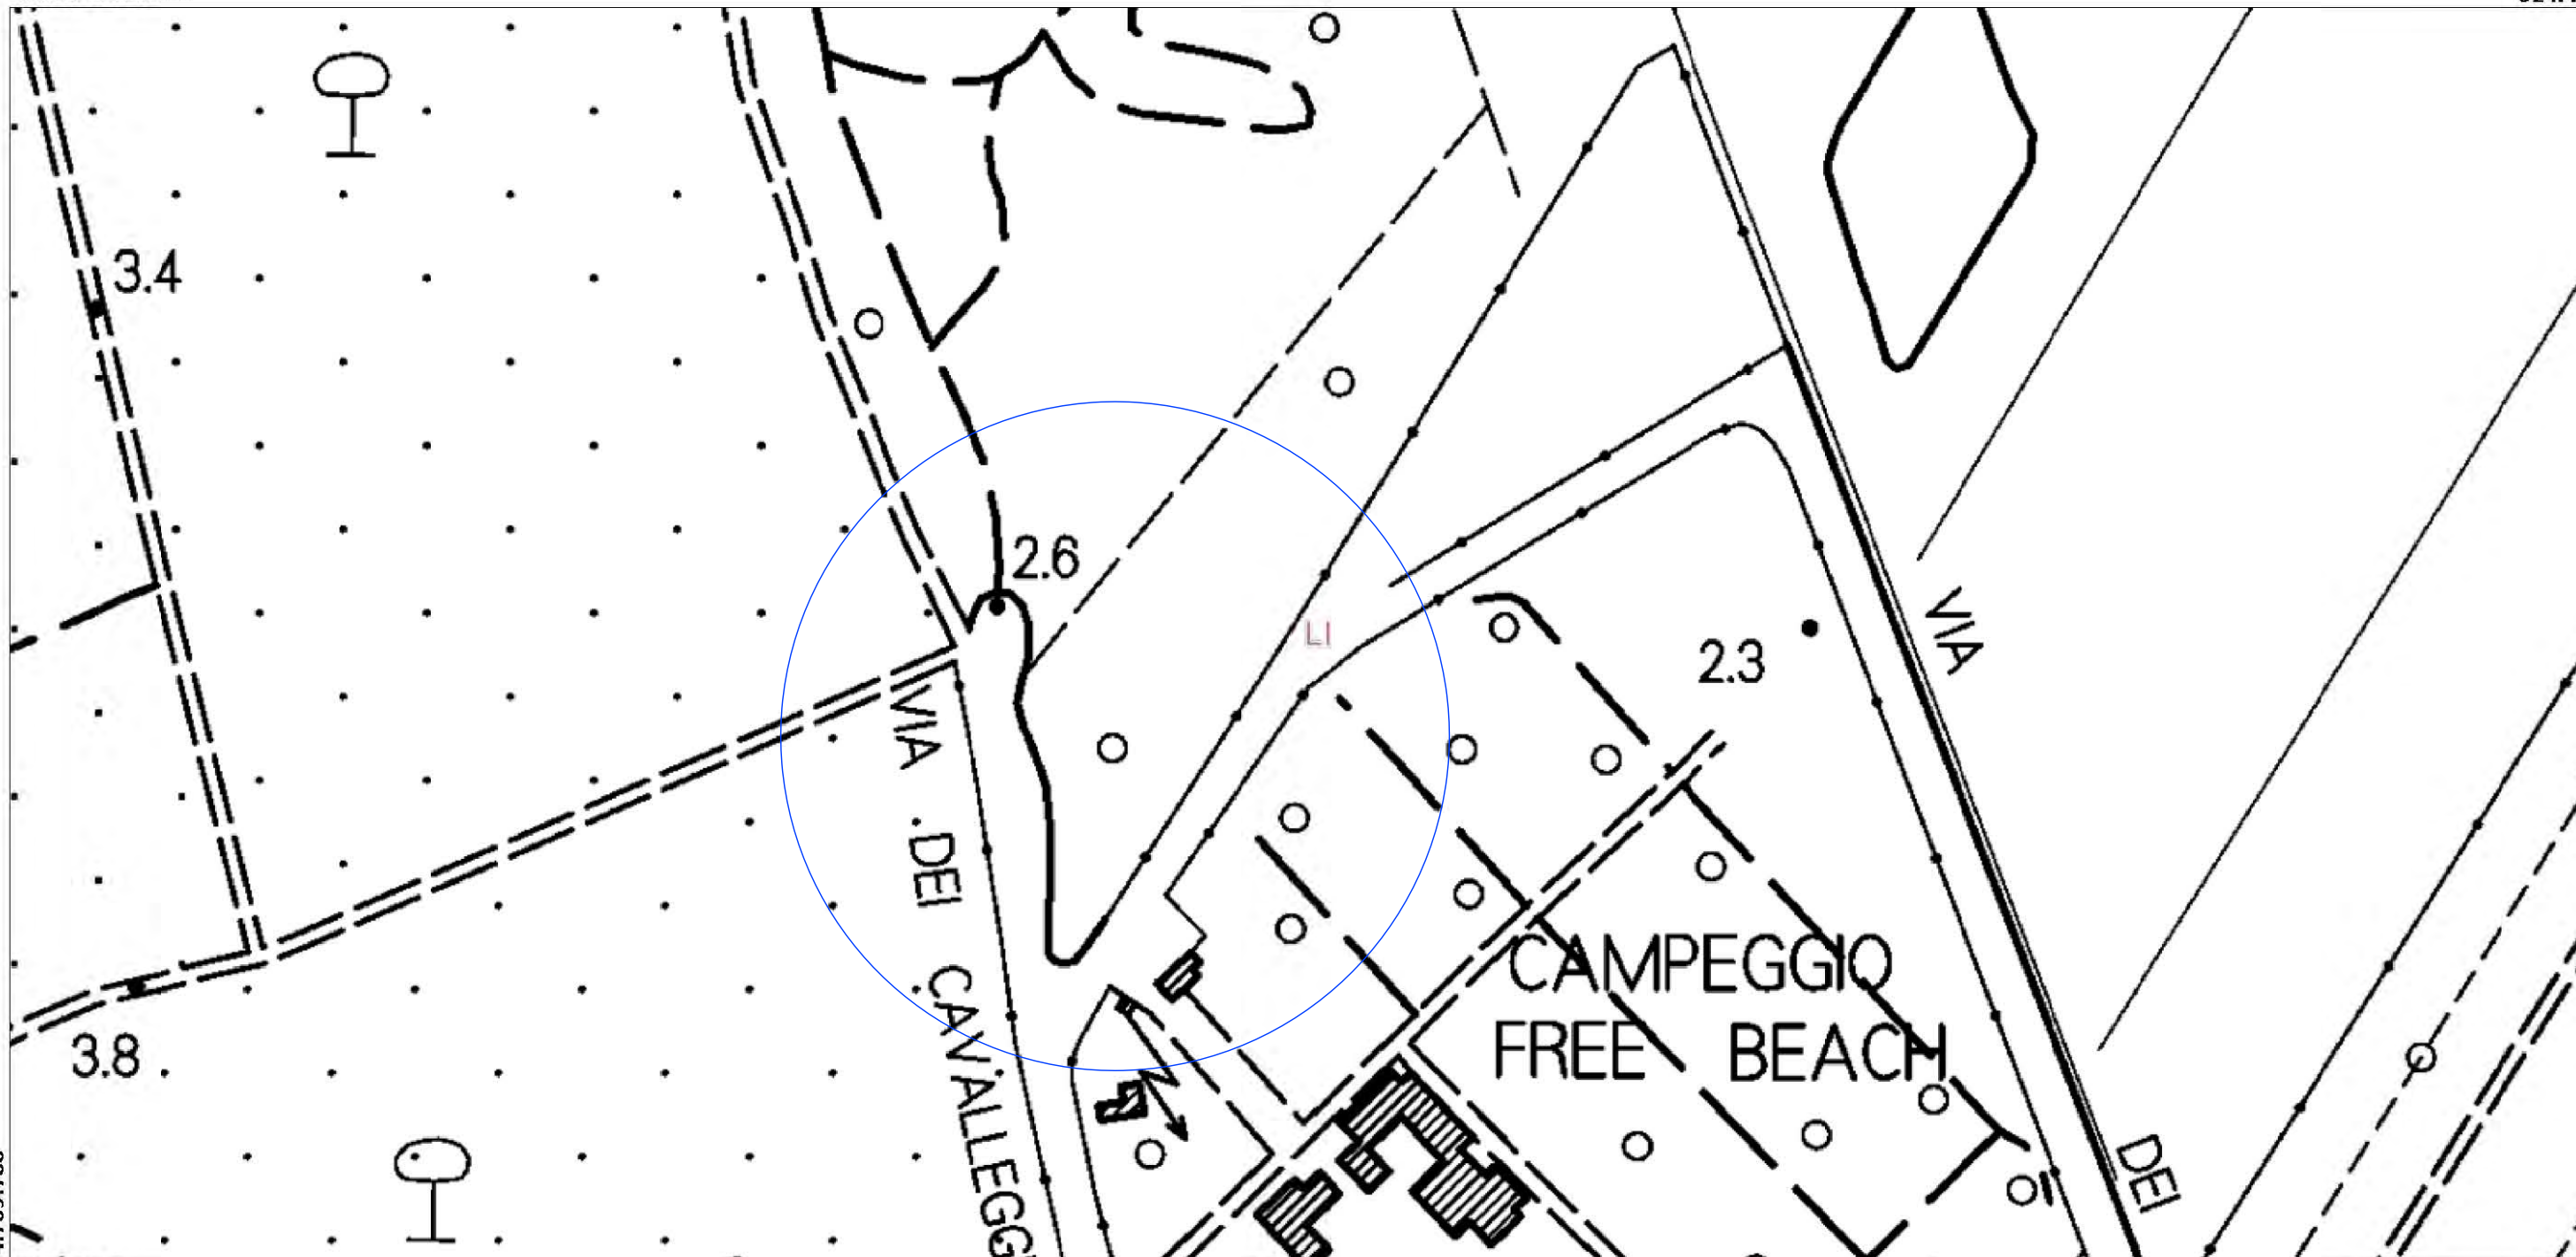 3.4
2.6
LI
2.3
VIA
VIA DEI CAVALLEGG
CAMPEGGIO
FREE BEACH
3.8
DEI